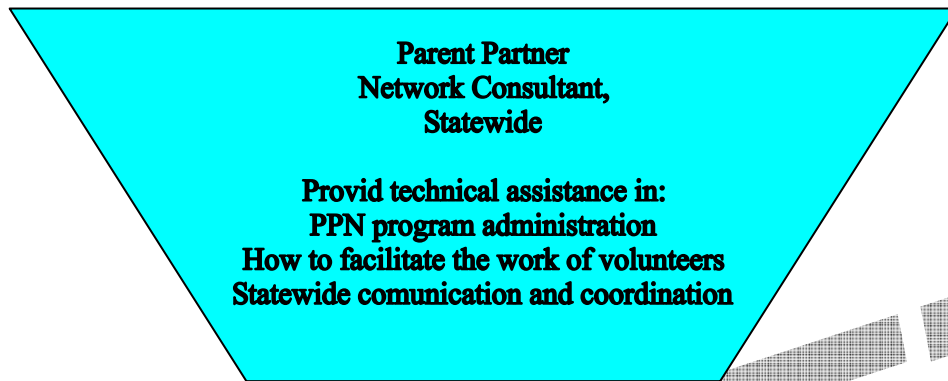 Parent Partner
Network Consultant,
Statewide
Provid technical assistance in:
PPN program administration
How to facilitate the work of volunteers
Statewide comunication and coordination